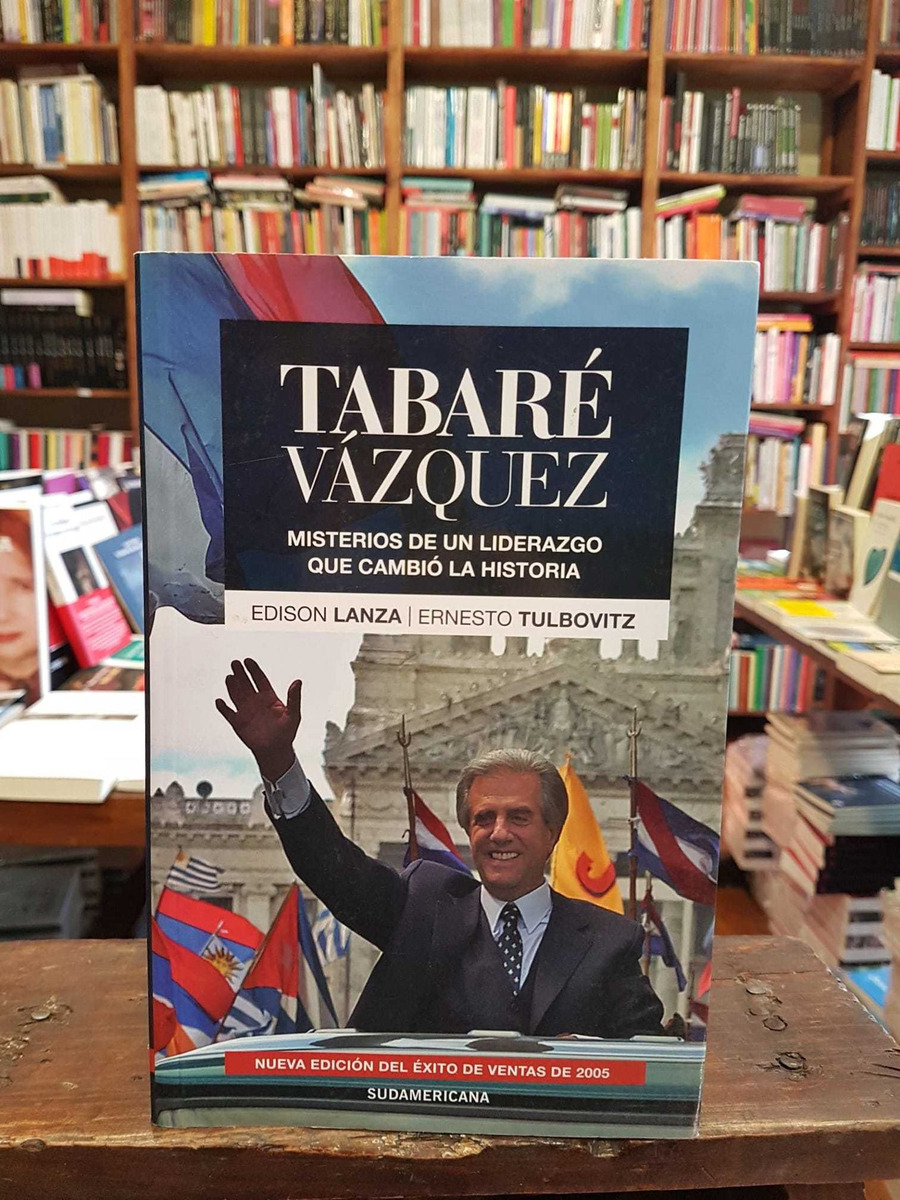 TABARÉ
VÁZQUEZ
MISTERIOS DE UN LIDERAZGO
QUE CAMBIÓ LA HISTORIA
EDISON LANZA | ERNESTO TULBOVITZ
NUEVA EDICIÓN DEL ÉXITO DE VENTAS DE 2005
SUDAMERICANA